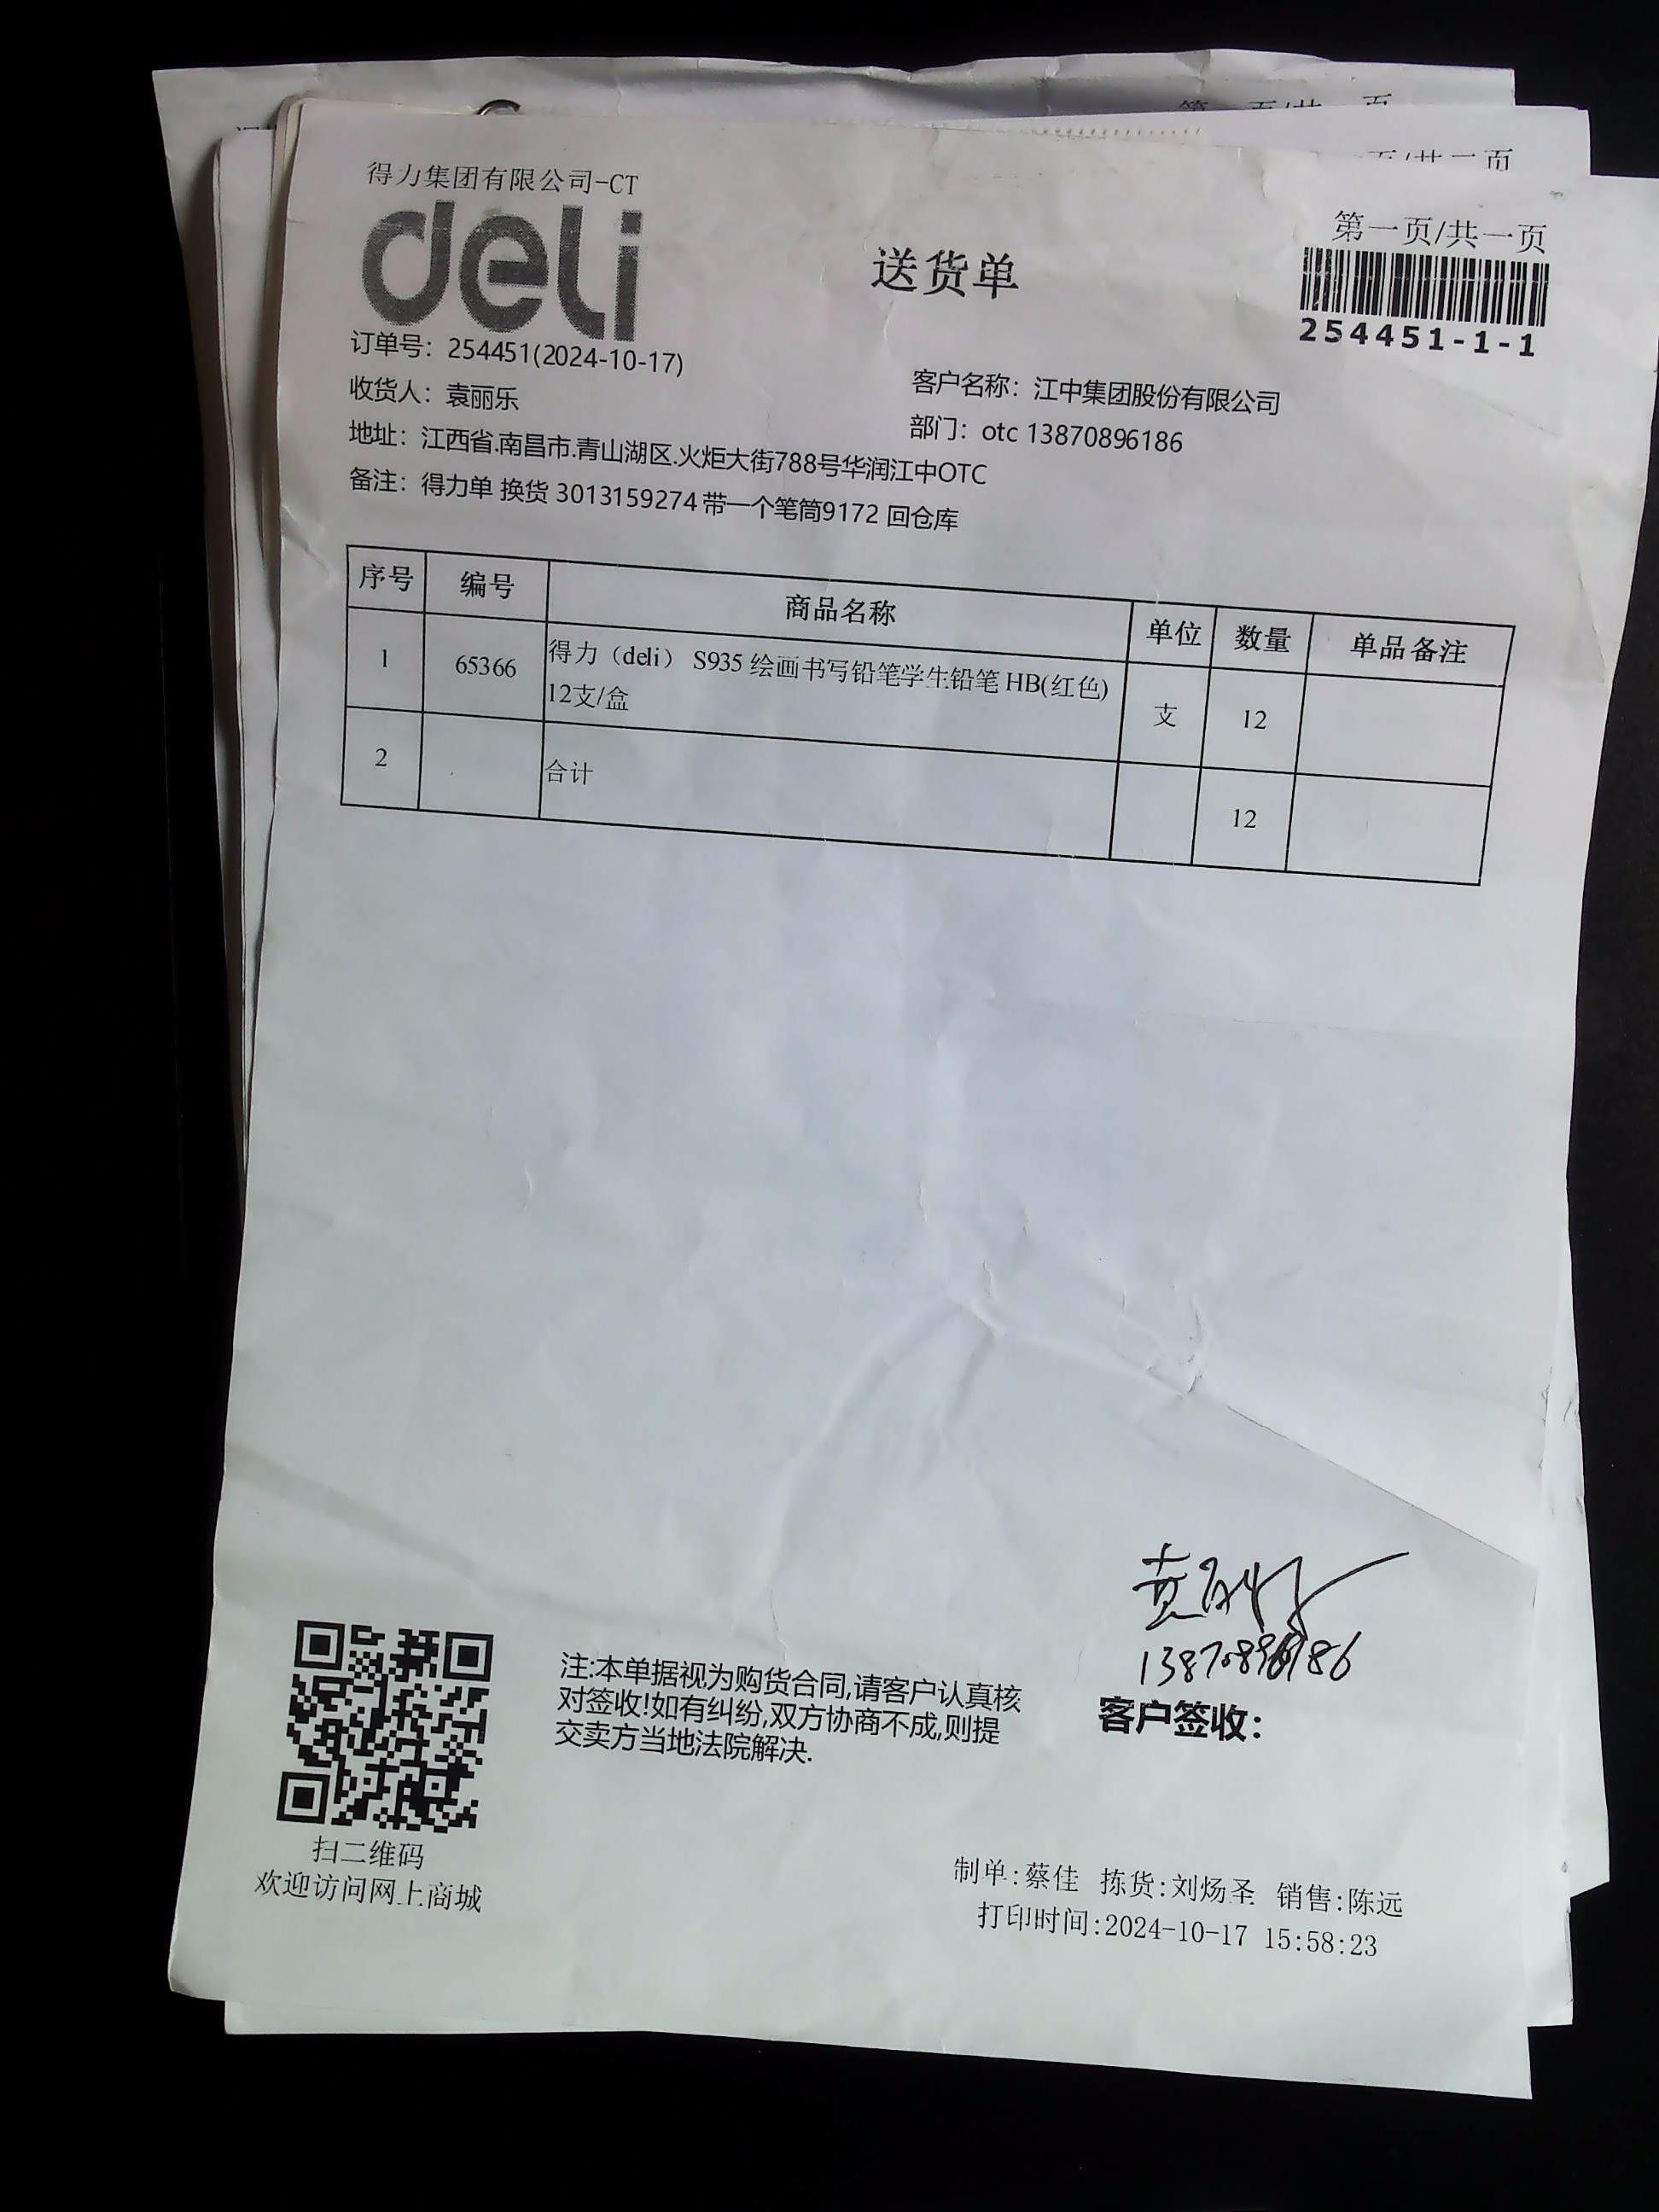 得力集团有限公司-CT
deli
送货单
第一页/共一页
254451-1-1
订单号：254451(2024-10-17)
收货人：袁丽乐
客户名称：江中集团股份有限公司
部门：otc 13870896186
地址：江西省.南昌市.青山湖区.火炬大街788号华润江中OTC
备注：得力单 换货 3013159274带一个笔筒9172 回仓库
序号 编号 商品名称 单位 数量 单品备注
1 65366 得力（deli） S935 绘画书写铅笔学生铅笔 HB(红色) 支 12
12支/盒
2 合计 12
13870896186
客户签收：
注:本单据视为购货合同,请客户认真核
对签收!如有纠纷,双方协商不成,则提
交卖方当地法院解决.
扫二维码
欢迎访问网上商城
制单:蔡佳 拣货:刘炀圣 销售:陈远
打印时间:2024-10-17 15:58:23